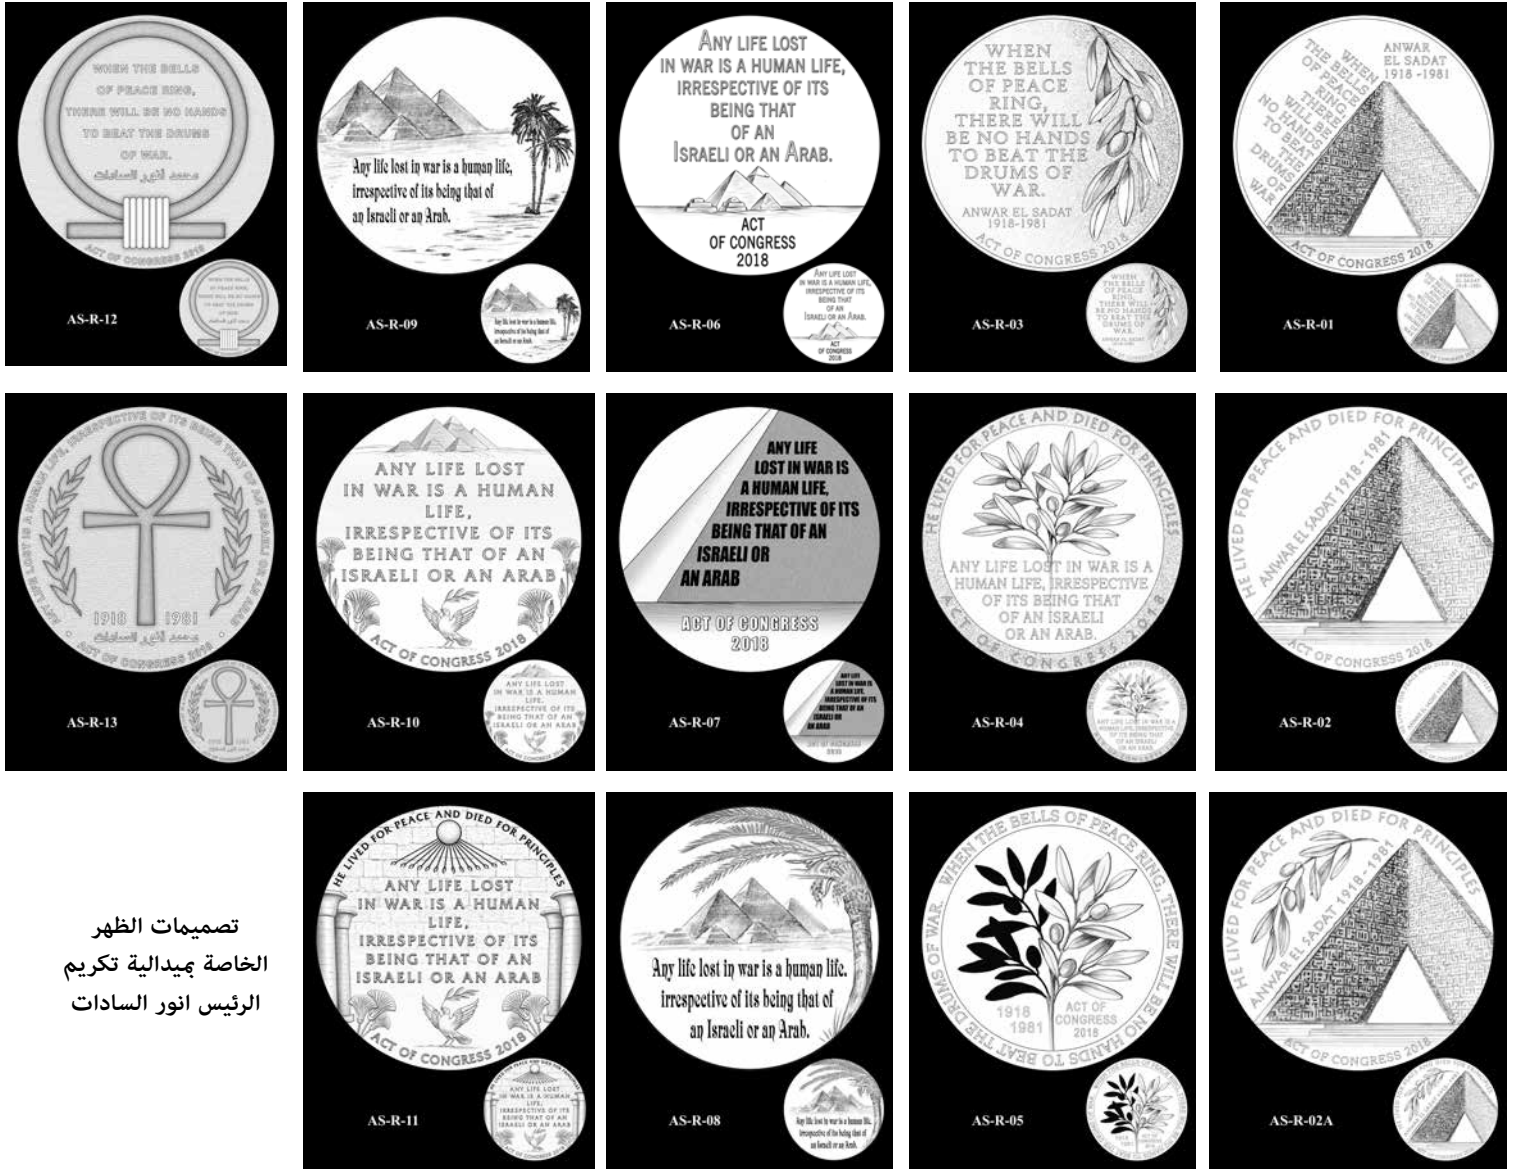 WHEN THE BELLS
OF PEACE RING,
THERE WILL BE NO HANDS
TO BEAT THE DRUMS
OF WAR.
محمد أنور السادات
ACT OF CONGRESS 2018
AS-R-12
Any life lost in war is a human life,
irrespective of its being that of
an Israeli or an Arab.
AS-R-09
ANY LIFE LOST
IN WAR IS A HUMAN LIFE,
IRRESPECTIVE OF ITS
BEING THAT
OF AN
ISRAELI OR AN ARAB.
ACT
OF CONGRESS
2018
AS-R-06
WHEN
THE BELLS
OF PEACE
RING,
THERE WILL
BE NO HANDS
TO BEAT THE
DRUMS OF
WAR.
ANWAR EL SADAT
1918-1981
ACT OF CONGRESS 2018
AS-R-03
WHEN
THE BELLS
OF PEACE
RING,
THERE
WILL BE
NO HANDS
TO BEAT
THE
DRUMS
OF
WAR
ANWAR
EL SADAT
1918 -1981
ACT OF CONGRESS 2018
AS-R-01
ANY LIFE LOST IS A HUMAN LIFE, IRRESPECTIVE OF ITS BEING THAT OF AN ISRAELI OR AN ARAB
1918 1981
محمد أنور السادات
ACT OF CONGRESS 2018
AS-R-13
ANY LIFE LOST
IN WAR IS A HUMAN
LIFE,
IRRESPECTIVE OF ITS
BEING THAT OF AN
ISRAELI OR AN ARAB
ACT OF CONGRESS 2018
AS-R-10
ANY LIFE
LOST IN WAR IS
A HUMAN LIFE,
IRRESPECTIVE OF ITS
BEING THAT OF AN
ISRAELI OR
AN ARAB
ACT OF CONGRESS
2018
AS-R-07
HE LIVED FOR PEACE AND DIED FOR PRINCIPLES
ANY LIFE LOST IN WAR IS A
HUMAN LIFE, IRRESPECTIVE
OF ITS BEING THAT
OF AN ISRAELI
OR AN ARAB.
ACT OF CONGRESS 2018
AS-R-04
HE LIVED FOR PEACE AND DIED FOR PRINCIPLES
ANWAR EL SADAT 1918 - 1981
ACT OF CONGRESS 2018
AS-R-02
تصميمات الظهر
الخاصة بميدالية تكريم
الرئيس انور السادات
HE LIVED FOR PEACE AND DIED FOR PRINCIPLES
ANY LIFE LOST
IN WAR IS A HUMAN
LIFE,
IRRESPECTIVE OF ITS
BEING THAT OF AN
ISRAELI OR AN ARAB
ACT OF CONGRESS 2018
AS-R-11
Any life lost in war is a human life.
irrespective of its being that of
an Israeli or an Arab.
AS-R-08
WHEN THE BELLS OF PEACE RING, THERE WILL BE NO HANDS TO BEAT THE DRUMS OF WAR.
1918
1981
ACT OF
CONGRESS
2018
AS-R-05
HE LIVED FOR PEACE AND DIED FOR PRINCIPLES
ANWAR EL SADAT 1918 - 1981
ACT OF CONGRESS 2018
AS-R-02A